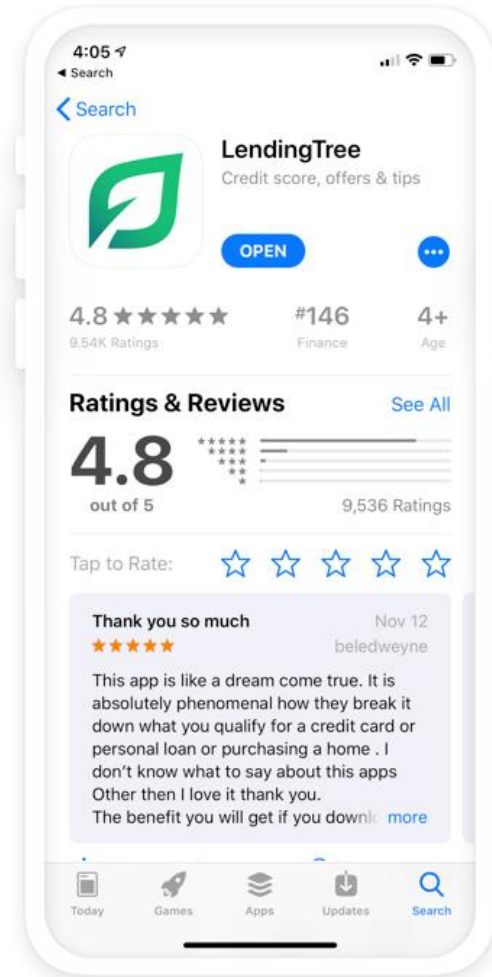 4:05
Search
Search
LendingTree
Credit score, offers & tips
OPEN
4.8
#146
4+
9.54K Ratings
Finance
Age
Ratings & Reviews
See All
4.8
out of 5
9,536 Ratings
Tap to Rate:
Thank you so much
Nov 12
beledweyne
This app is like a dream come true. It is
absolutely phenomenal how they break it
down what you qualify for a credit card or
personal loan or purchasing a home . I
don't know what to say about this apps
Other then I love it thank you.
The benefit you will get if you downl more
Today
Games
Apps
Updates
Search